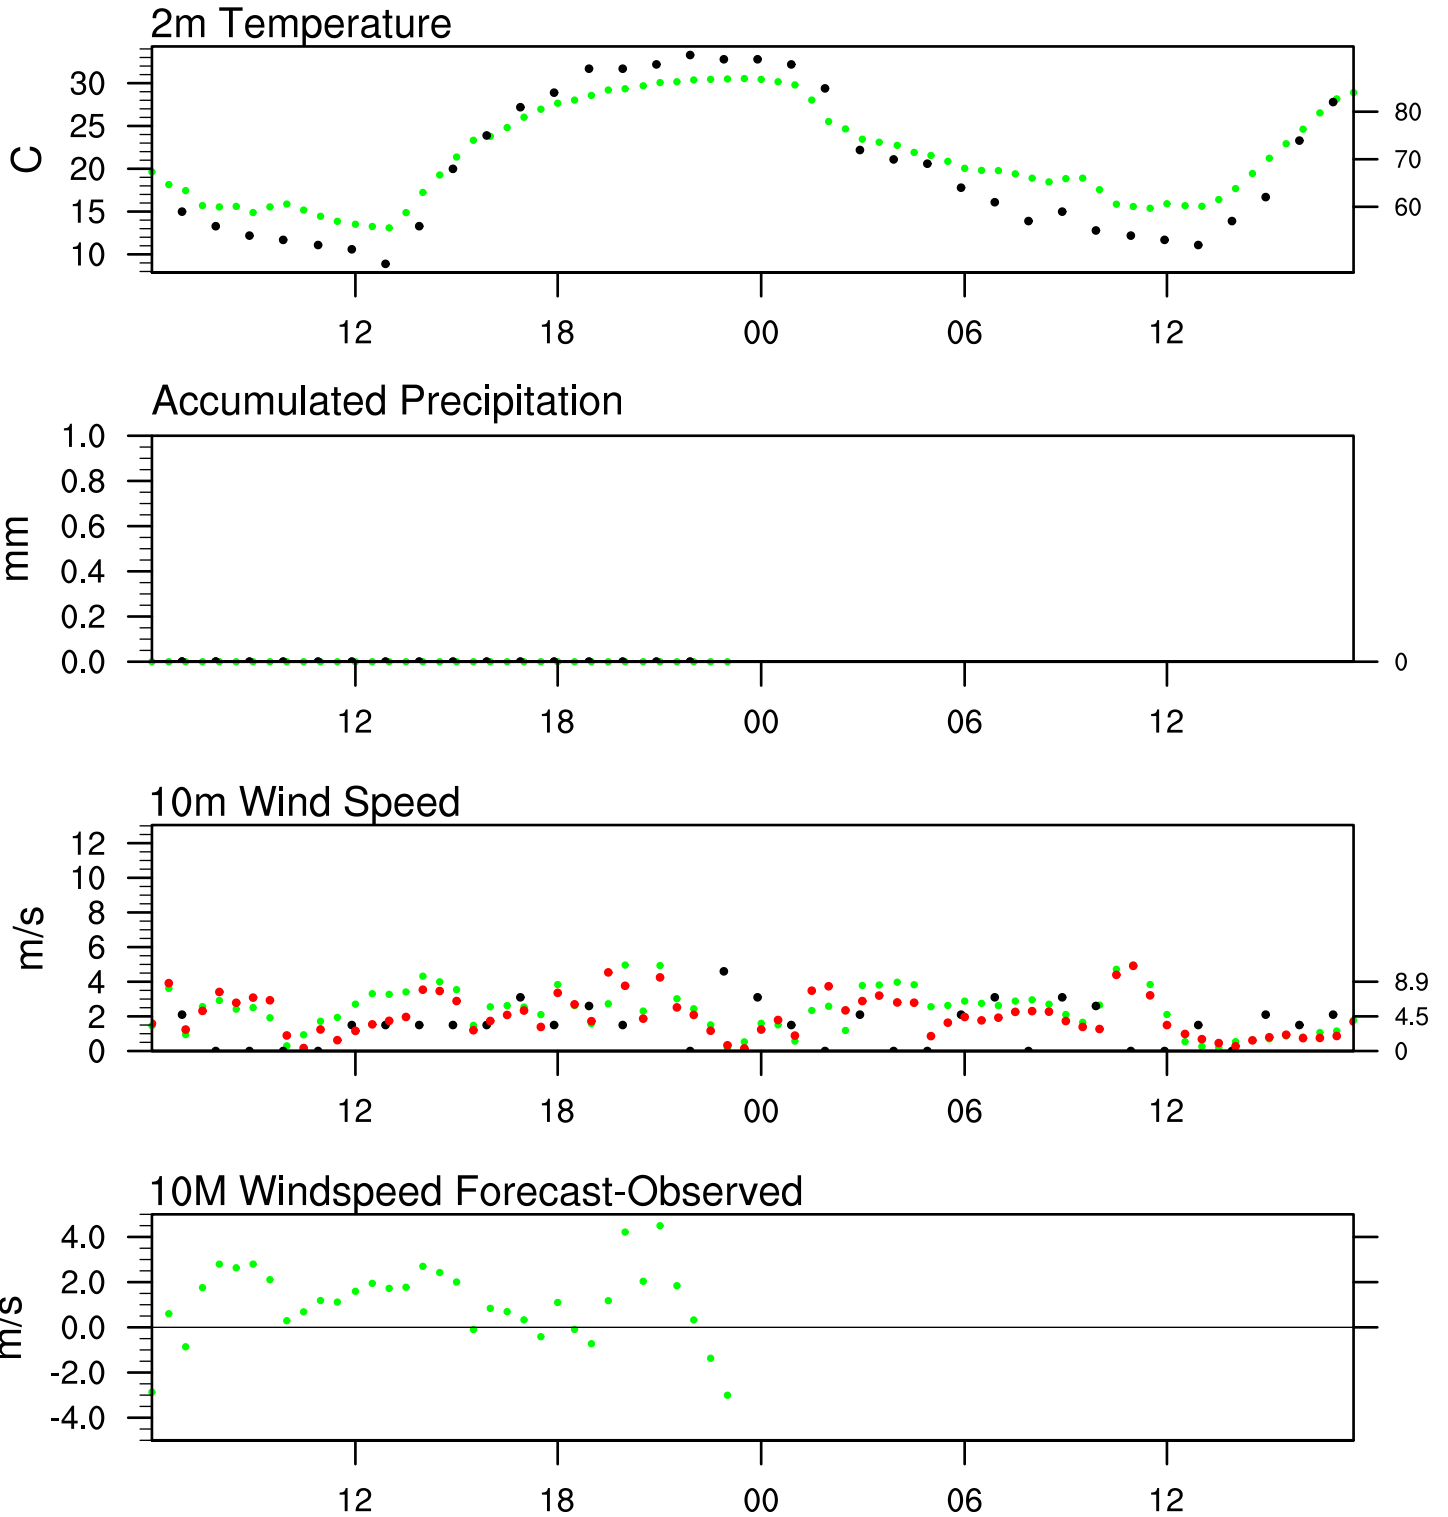 2m Temperature
30
25
20
15
10
C
80
70
60
12 18 00 06 12
Accumulated Precipitation
1.0
0.8
0.6
0.4
0.2
0.0
mm
0
12 18 00 06 12
10m Wind Speed
12
10
8
6
4
2
0
m/s
8.9
4.5
0
12 18 00 06 12
10M Windspeed Forecast-Observed
4.0
2.0
0.0
-2.0
-4.0
m/s
12 18 00 06 12